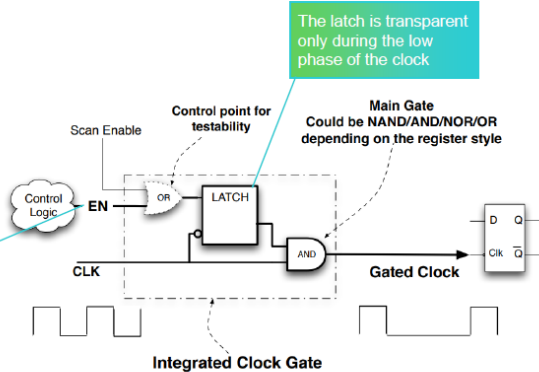 The latch is transparent
only during the low
phase of the clock
Control point for
testability
Main Gate
Could be NAND/AND/NOR/OR
depending on the register style
Scan Enable
Control
Logic
EN
OR
LATCH
D Q
AND
Clk Q̅
CLK
Gated Clock
Integrated Clock Gate